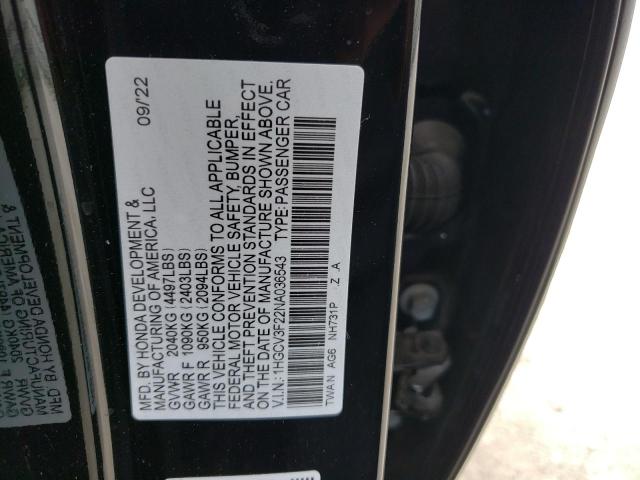 MFD. BY HONDA DEVELOPMENT & 09/22
MANUFACTURING OF AMERICA, LLC
GVWR 2040KG (4497LBS)
GAWR F 1090KG (2403LBS)
GAWR R 950KG (2094LBS)
THIS VEHICLE CONFORMS TO ALL APPLICABLE
FEDERAL MOTOR VEHICLE SAFETY, BUMPER,
AND THEFT PREVENTION STANDARDS IN EFFECT
ON THE DATE OF MANUFACTURE SHOWN ABOVE.
V.I.N.: 1HGCV3F22NA036543 TYPE: PASSENGER CAR
TWAN AG6 NH731P .Z .A